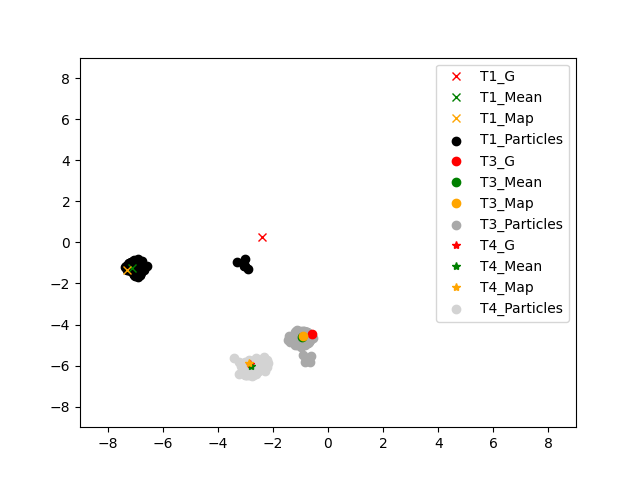 8
6
4
2
0
−2
−4
−6
−8
−8 −6 −4 −2 0 2 4 6 8
T1_G
T1_Mean
T1_Map
T1_Particles
T3_G
T3_Mean
T3_Map
T3_Particles
T4_G
T4_Mean
T4_Map
T4_Particles